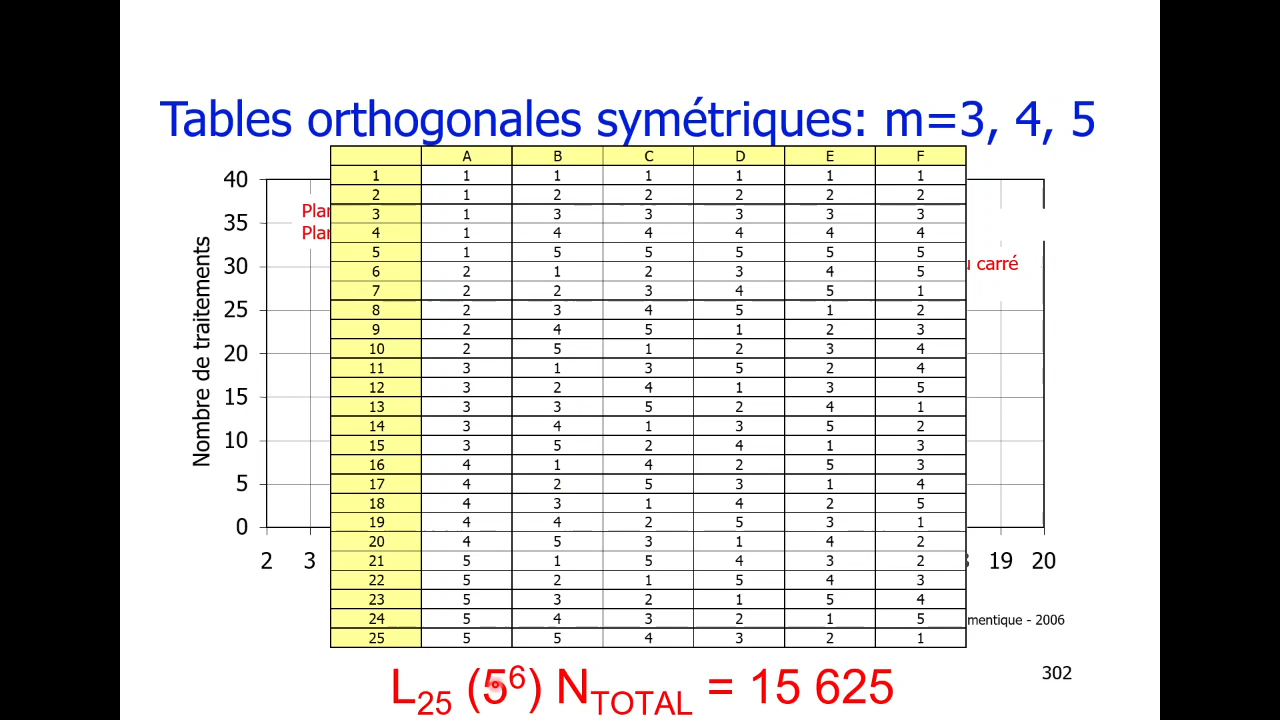 Tables orthogonales symétriques: m=3, 4, 5
A B C D E F
1 1 1 1 1 1 1
2 1 2 2 2 2 2
3 1 3 3 3 3 3
4 1 4 4 4 4 4
5 1 5 5 5 5 5
6 2 1 2 3 4 5
7 2 2 3 4 5 1
8 2 3 4 5 1 2
9 2 4 5 1 2 3
10 2 5 1 2 3 4
11 3 1 3 5 2 4
12 3 2 4 1 3 5
13 3 3 5 2 4 1
14 3 4 1 3 5 2
15 3 5 2 4 1 3
16 4 1 4 2 5 3
17 4 2 5 3 1 4
18 4 3 1 4 2 5
19 4 4 2 5 3 1
20 4 5 3 1 4 2
21 5 1 5 4 3 2
22 5 2 1 5 4 3
23 5 3 2 1 5 4
24 5 4 3 2 1 5
25 5 5 4 3 2 1
Nombre de traitements
40
35
30
25
20
15
10
5
0
2 3 19 20
Plan
Plan
carré
mentique - 2006
L25 (5^6) NTOTAL = 15 625
302